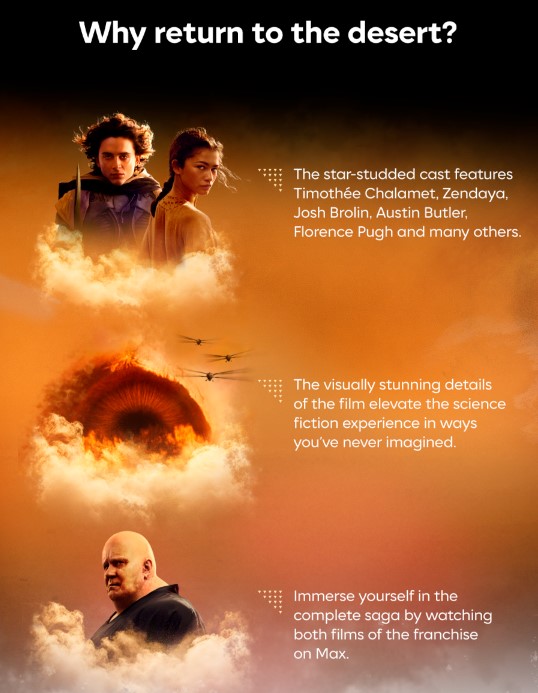 Why return to the desert?
The star-studded cast features
Timothée Chalamet, Zendaya,
Josh Brolin, Austin Butler,
Florence Pugh and many others.
The visually stunning details
of the film elevate the science
fiction experience in ways
you've never imagined.
Immerse yourself in the
complete saga by watching
both films of the franchise
on Max.